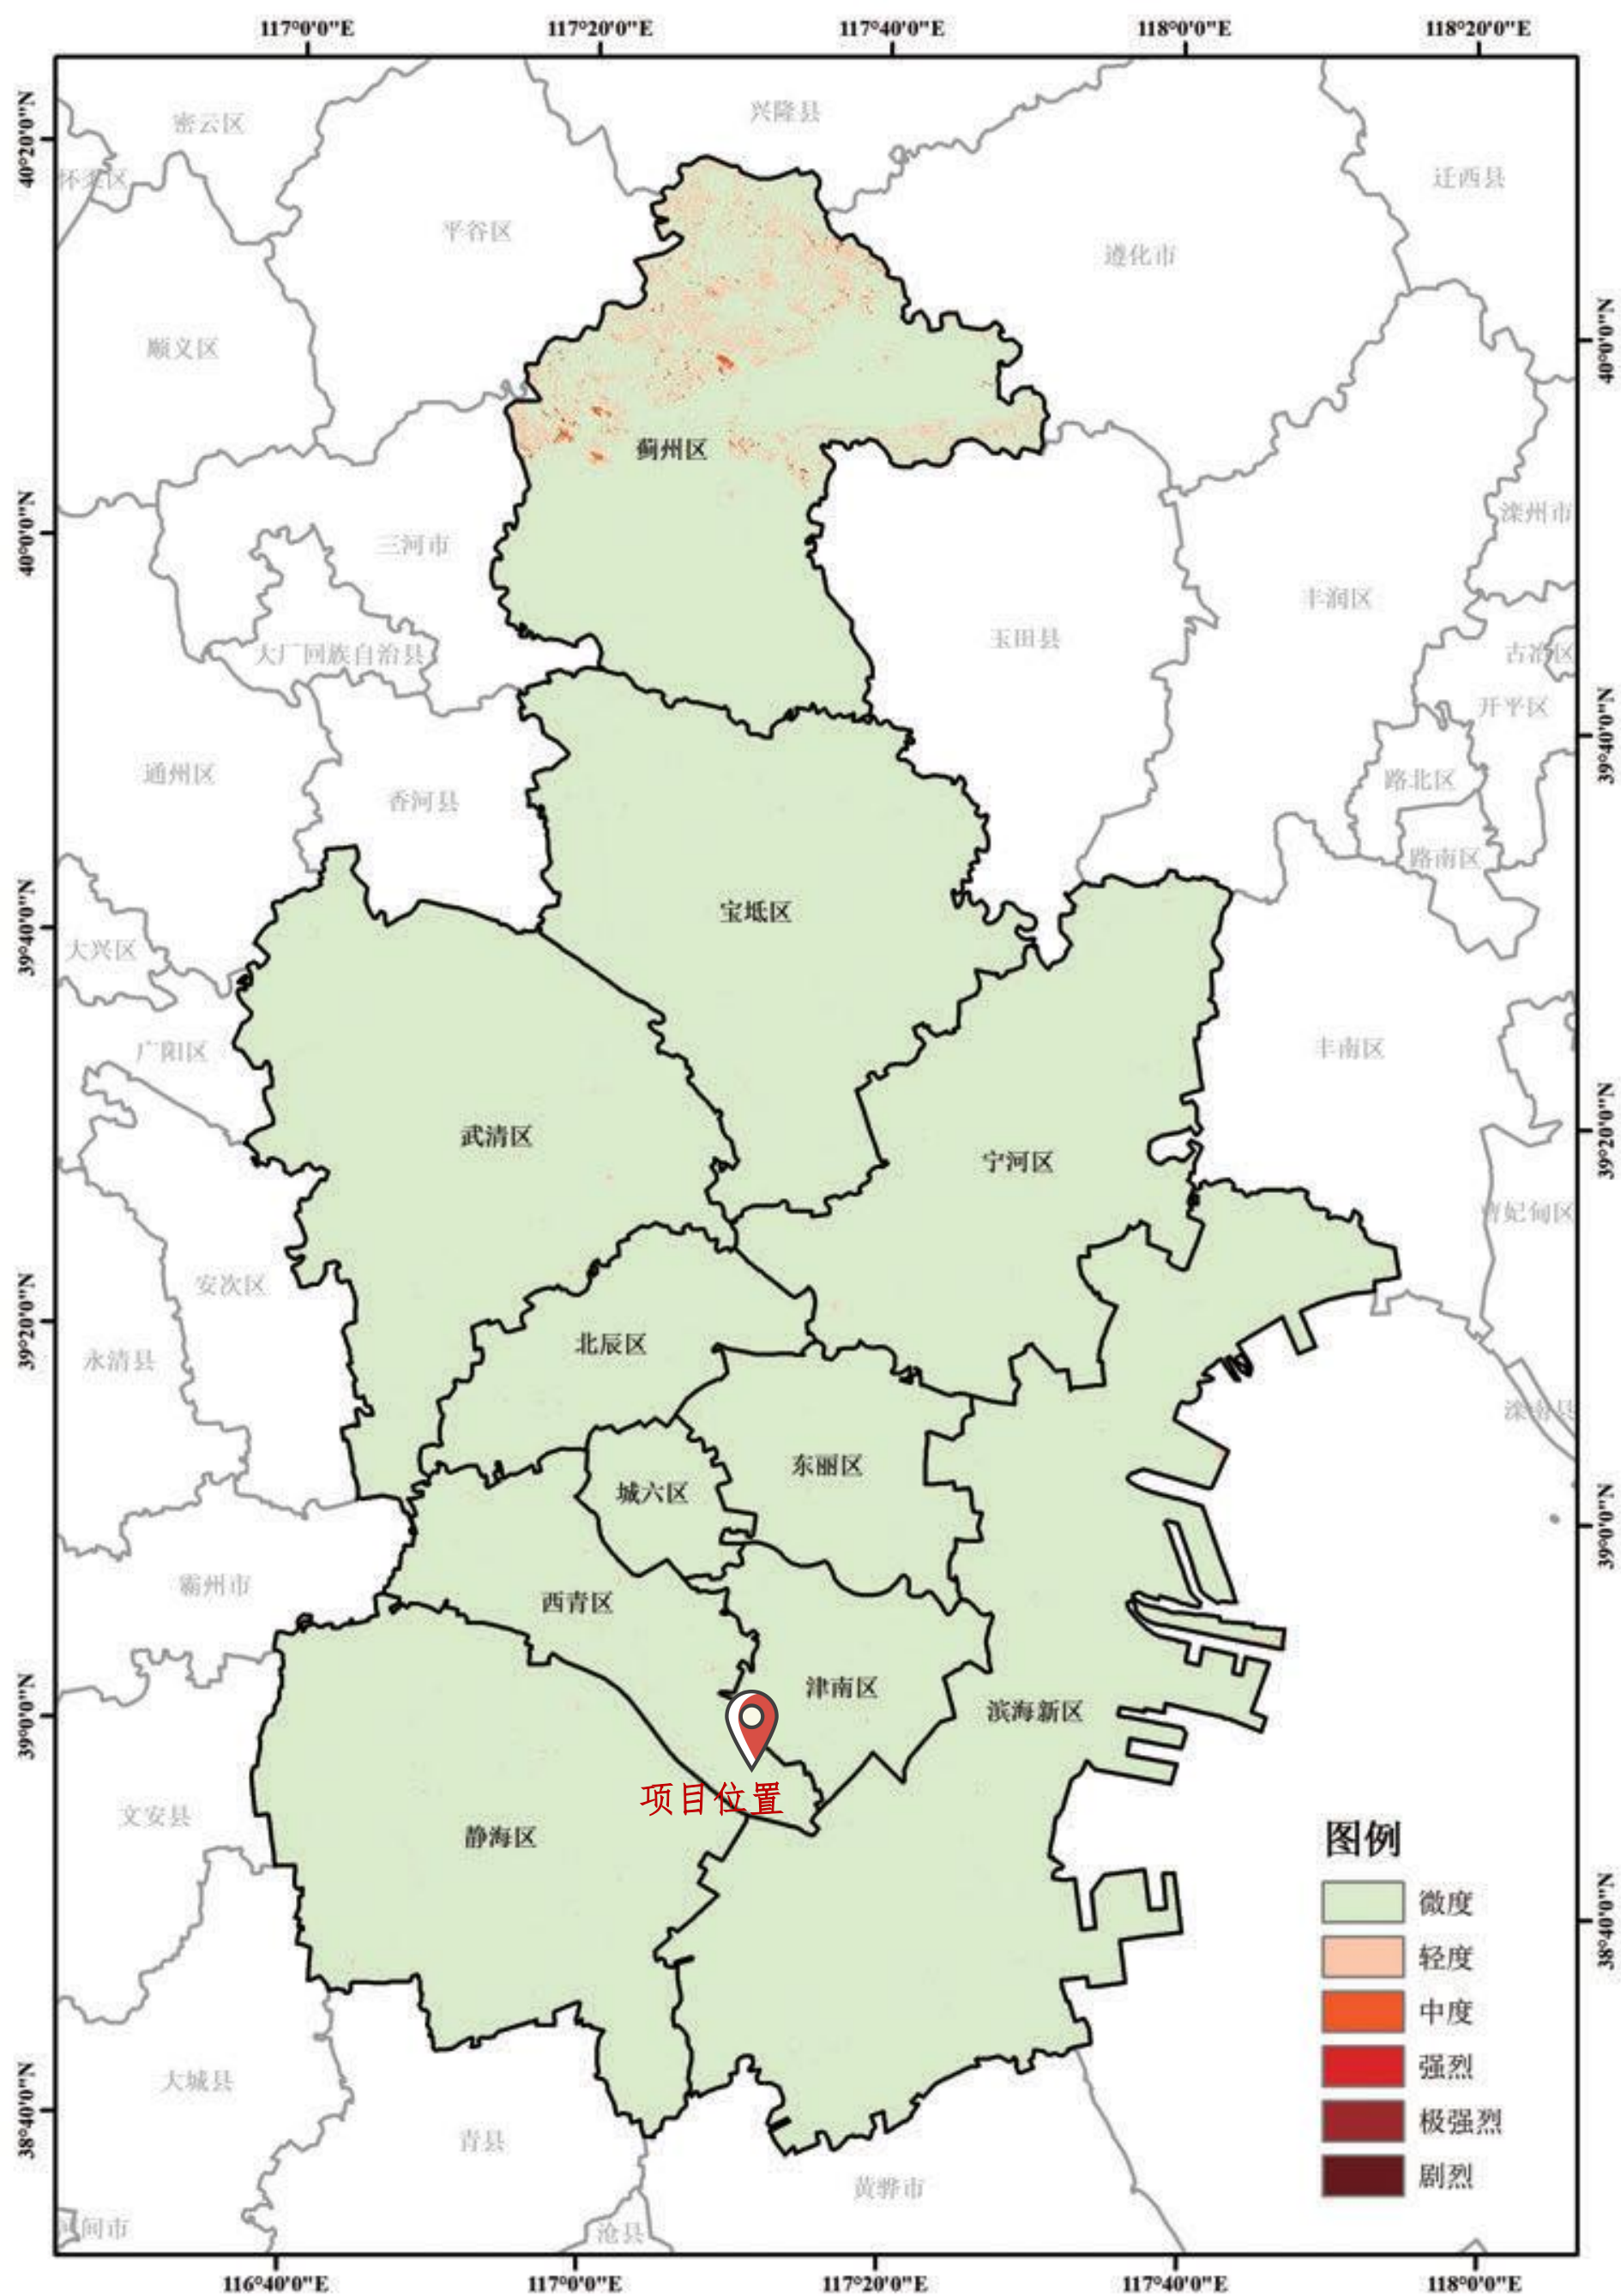 117°0'0"E
117°20'0"E
117°40'0"E
118°0'0"E
118°20'0"E
兴隆县
密云区
40°20'0"N
怀柔区
迁西县
平谷区
遵化市
顺义区
40°0'0"N
蓟州区
滦州市
40°0'0"N
三河市
丰润区
玉田县
大厂回族自治县
古冶区
开平区
39°40'0"N
通州区
路北区
香河县
路南区
宝坻区
39°40'0"N
大兴区
广阳区
丰南区
39°20'0"N
武清区
宁河区
曹妃甸区
安次区
39°20'0"N
北辰区
永清县
滦南县
东丽区
城六区
39°0'0"N
霸州市
西青区
津南区
39°0'0"N
滨海新区
项目位置
文安县
静海区
图例
微度
38°40'0"N
轻度
中度
强烈
大城县
38°40'0"N
极强烈
青县
剧烈
黄骅市
河间市
沧县
116°40'0"E
117°0'0"E
117°20'0"E
117°40'0"E
118°0'0"E